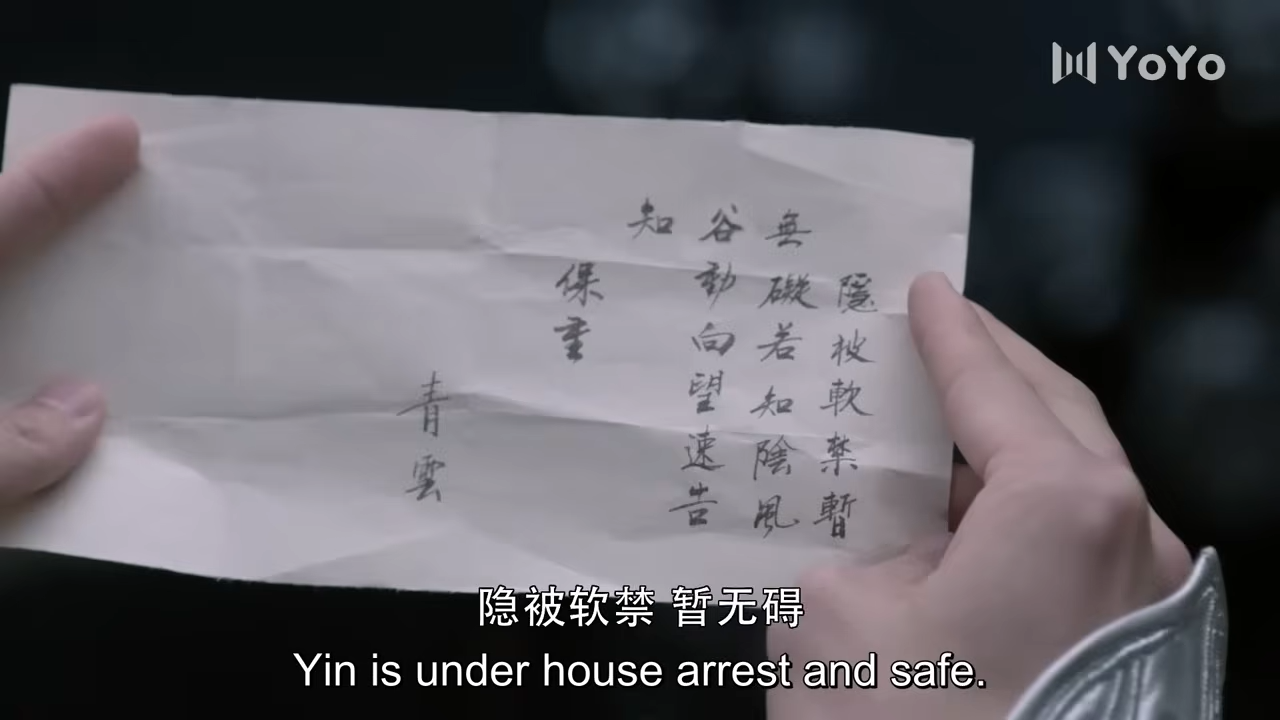 YoYo
隱被軟禁暫
無礙若知陰風
谷動向望速告
知
保重
青雲
隐被软禁 暂无碍
Yin is under house arrest and safe.